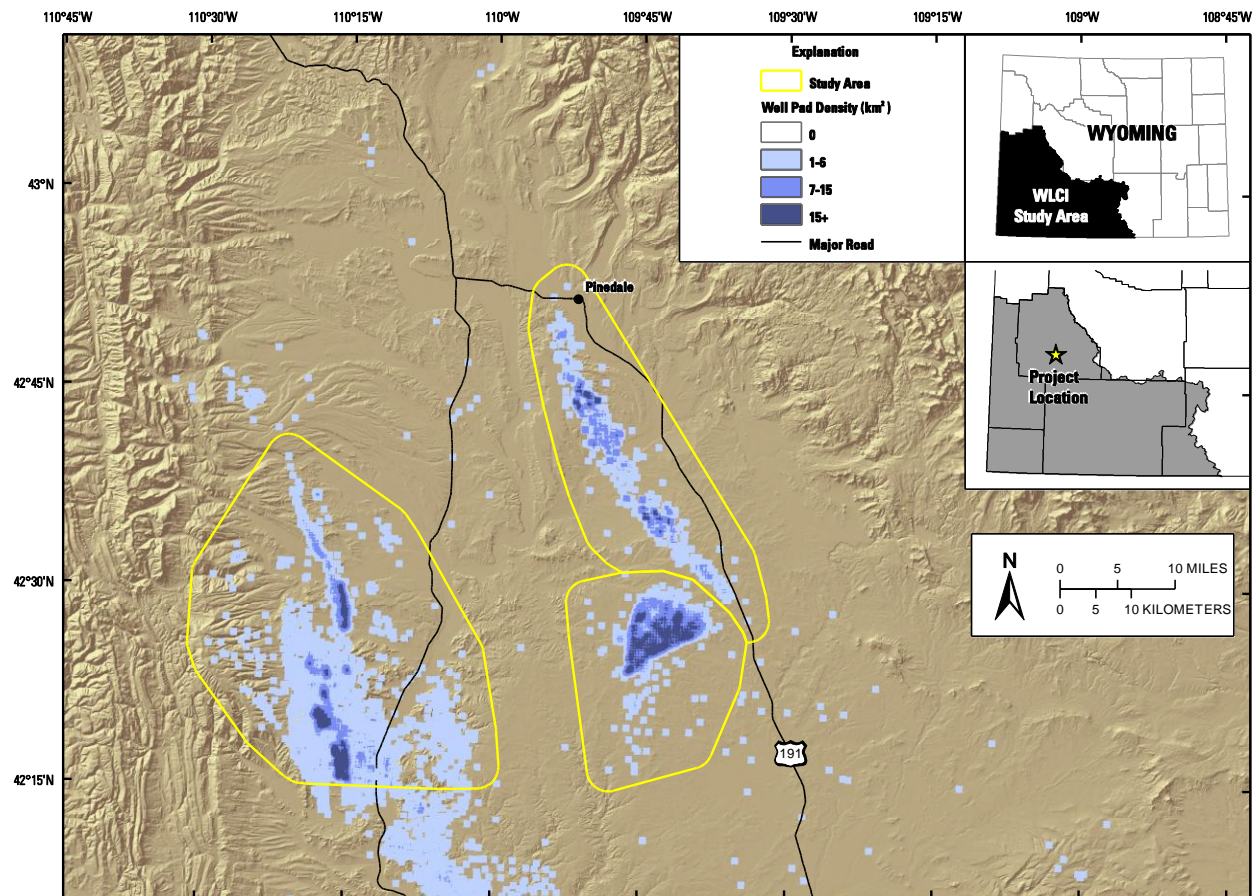 110°45'W 110°30'W 110°15'W 110°W 109°45'W 109°30'W 109°15'W 109°W 108°45'W
43°N
42°45'N
42°30'N
42°15'N
Explanation
Study Area
Well Pad Density (km²)
0
1-6
7-15
15+
Major Road
WYOMING
WLCI
Study Area
Project
Location
Pinedale
N
0 5 10 MILES
0 5 10 KILOMETERS
191